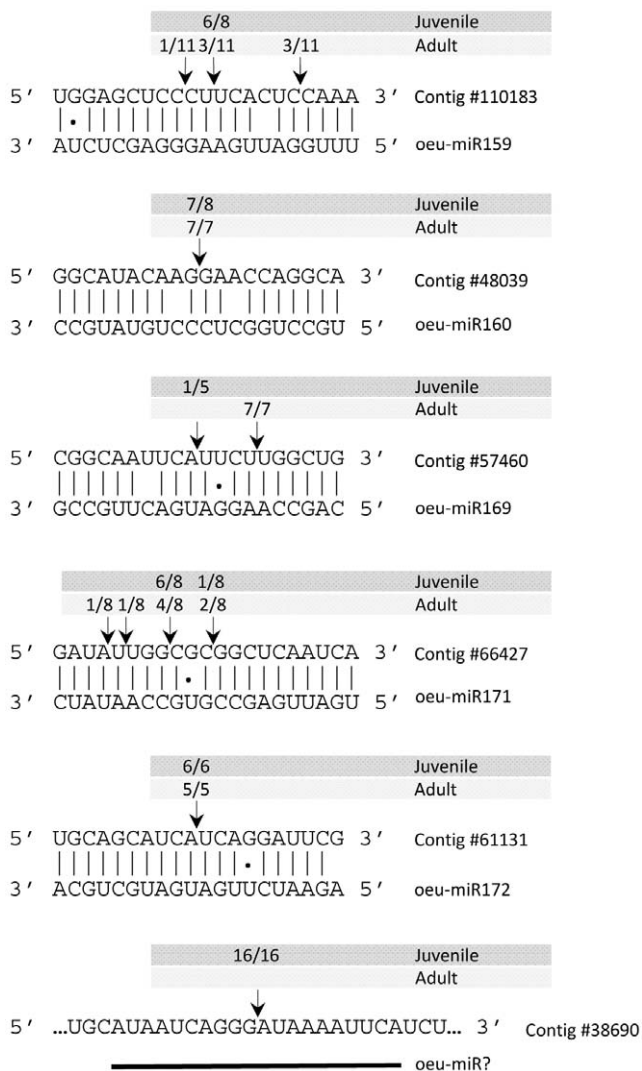 6/8 Juvenile
1/11 3/11 3/11 Adult
5′ UGGAGCUCCCUUCACUCCAAA 3′ Contig #110183
3′ AUCUCGAGGGAAGUUAGGUUU 5′ oeu-miR159
7/8 Juvenile
7/7 Adult
5′ GGCAUACAAGGAACCAGGCA 3′ Contig #48039
3′ CCGUAUGUCCCUCGGUCCGU 5′ oeu-miR160
1/5 Juvenile
7/7 Adult
5′ CGGCAAUUCAUUCUUGGCUG 3′ Contig #57460
3′ GCCGUUCAGUAGGAACCGAC 5′ oeu-miR169
6/8 1/8 Juvenile
1/8 1/8 4/8 2/8 Adult
5′ GAUAUUGGCGCGGCUCAAUCA 3′ Contig #66427
3′ CUAUAACCGUGCCGAGUUAGU 5′ oeu-miR171
6/6 Juvenile
5/5 Adult
5′ UGCAGCAUCAUCAGGAUUCG 3′ Contig #61131
3′ ACGUCGUAGUAGUUCUAAGA 5′ oeu-miR172
16/16 Juvenile
Adult
5′ …UGCAUAAUCAGGGAUAAAAUUCAUCU… 3′ Contig #38690
oeu-miR?